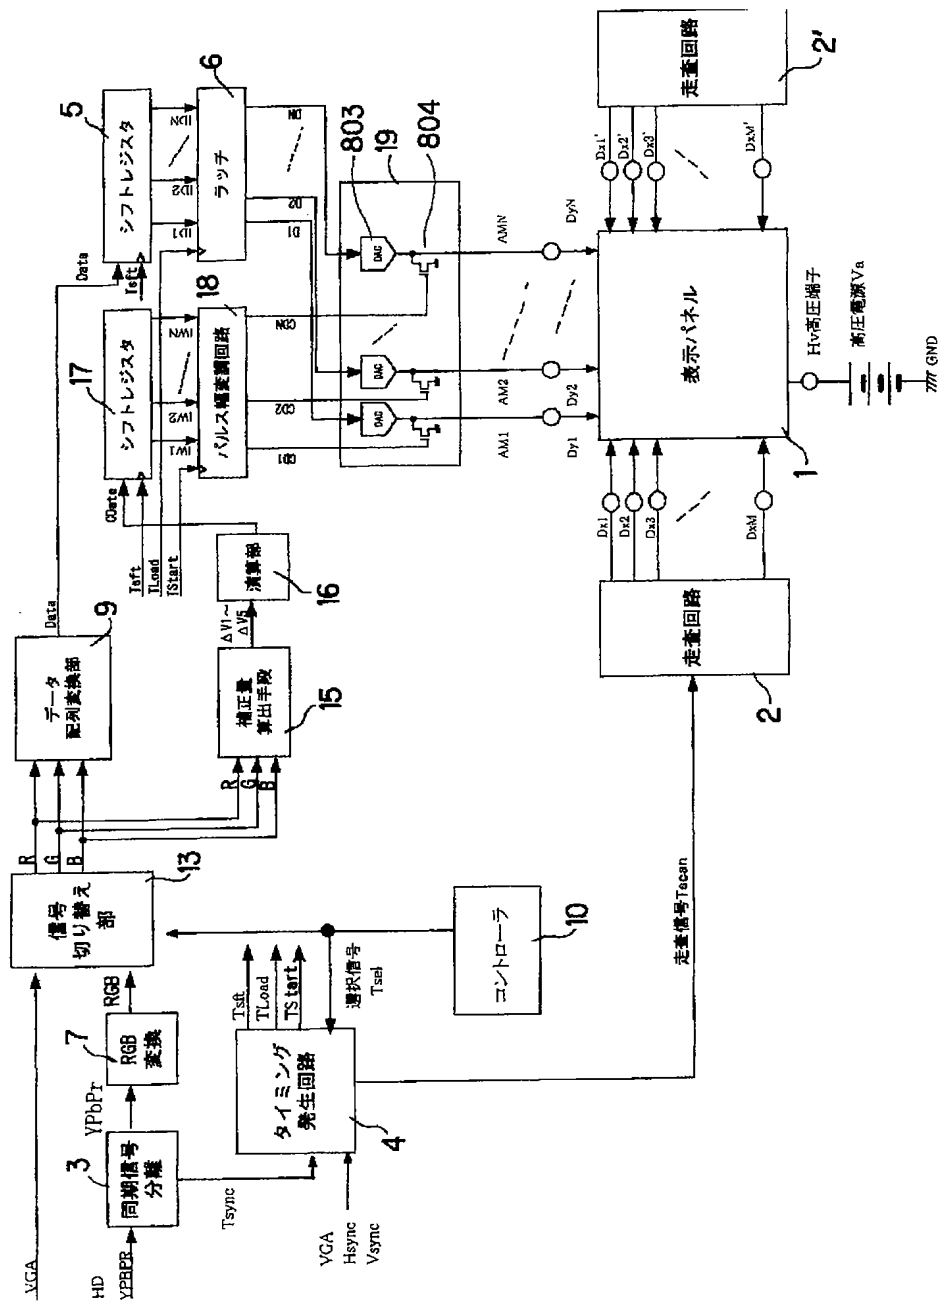 VGA
HD
YPBPR
同期信号
分離
3
YPbPr
RGB
変換
7
RGB
信号
切り替え
部
13
R
G
B
データ
配列変換部
9
Data
R
G
B
補正量
算出手段
15
ΔV1～
ΔV5
演算部
16
CData
Tsft
TLoad
TStart
シフトレジスタ
17
IW1
IW2
IWN
Data
Tsft
シフトレジスタ
5
ID1
ID2
IDN
パルス幅変調回路
18
ラッチ
6
CD1
CD2
CDN
D1
D2
DN
DAC
DAC
DAC
803
19
804
AM1
AM2
AMN
Dy1
Dy2
DyN
Tsync
VGA
Hsync
Vsync
タイミング
発生回路
4
Tsft
TLoad
TStart
選択信号
Tsel
コントローラ
10
走査信号Tscan
走査回路
2
Dx1
Dx2
Dx3
DxM
表示パネル
1
Dx1'
Dx2'
Dx3'
DxM'
走査回路
2'
Hv高圧端子
高圧電源Va
GND